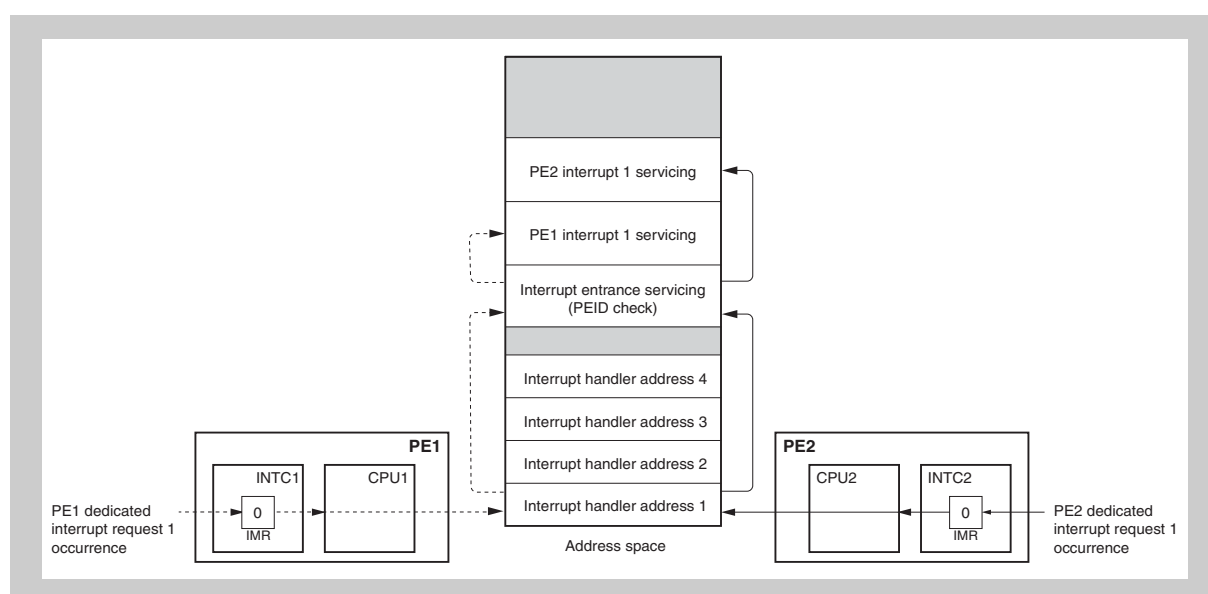 PE2 interrupt 1 servicing
PE1 interrupt 1 servicing
Interrupt entrance servicing
(PEID check)
Interrupt handler address 4
Interrupt handler address 3
Interrupt handler address 2
Interrupt handler address 1
Address space
PE1
INTC1
CPU1
0
IMR
PE1 dedicated
interrupt request 1
occurrence
PE2
CPU2
INTC2
0
IMR
PE2 dedicated
interrupt request 1
occurrence